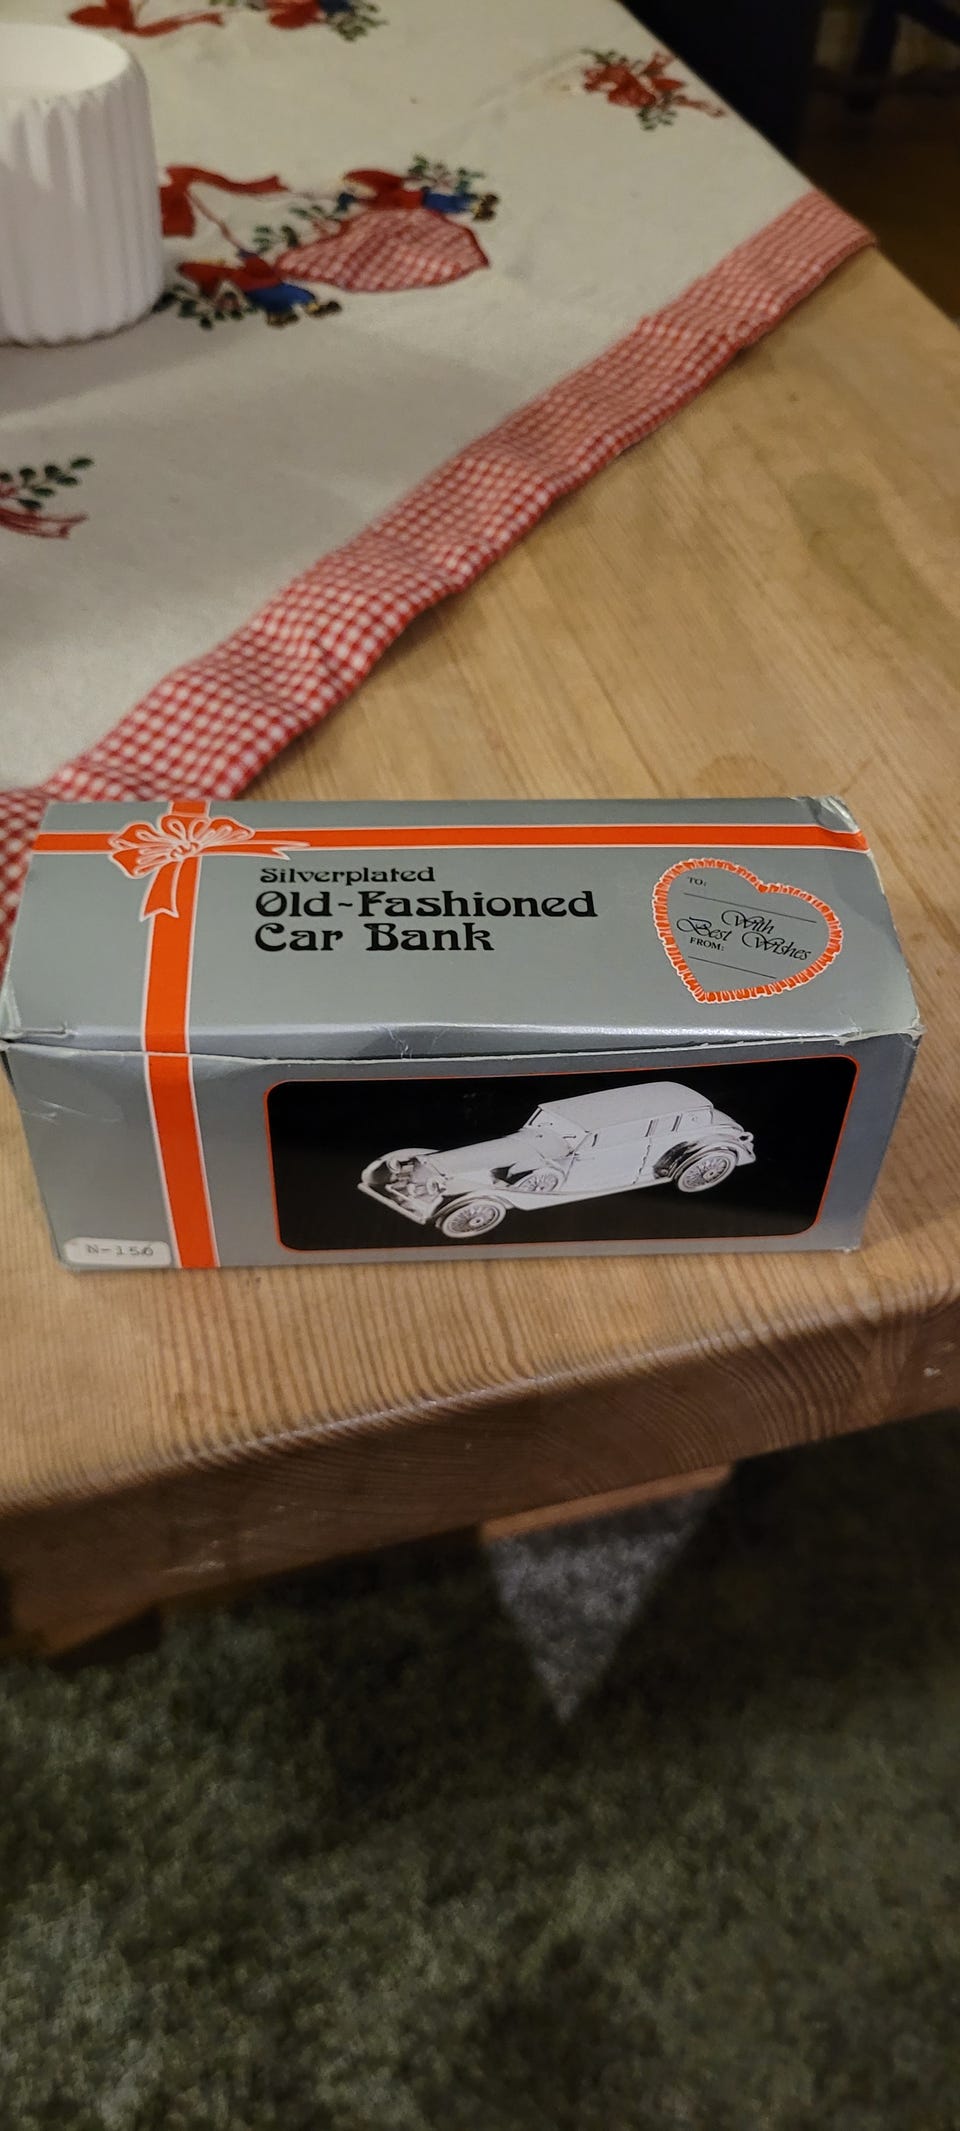 Silverplated
Old-Fashioned
Car Bank
TO:
With
Best Wishes
FROM:
N-156